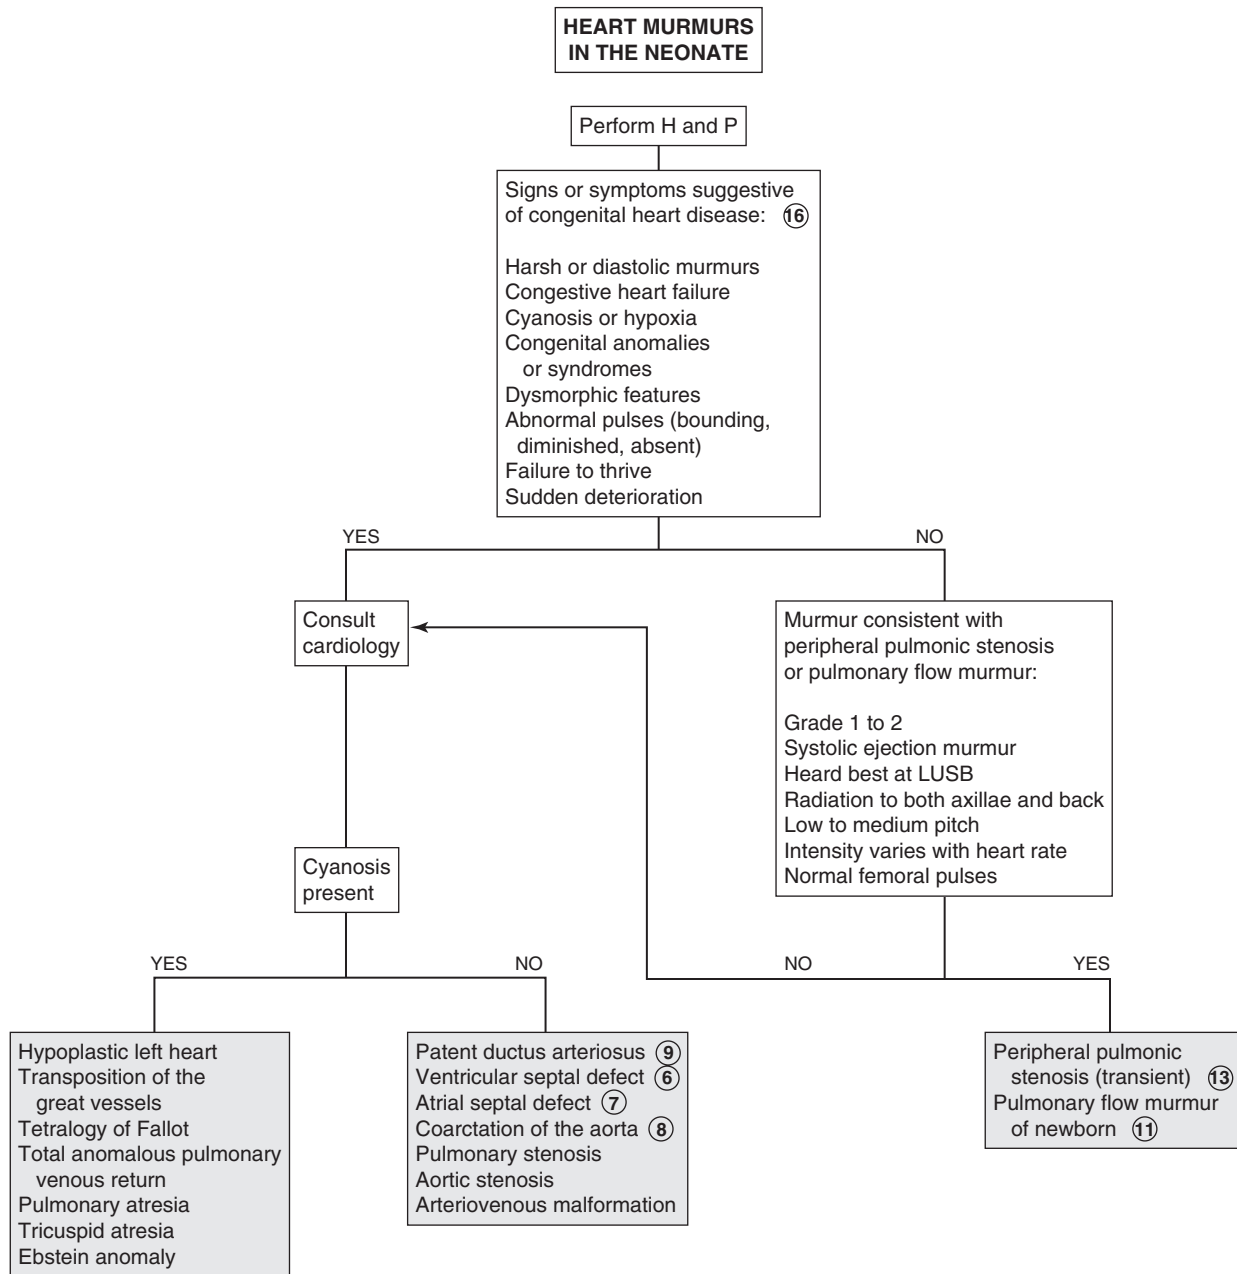 HEART MURMURS
IN THE NEONATE
Perform H and P
Signs or symptoms suggestive
of congenital heart disease: 16
Harsh or diastolic murmurs
Congestive heart failure
Cyanosis or hypoxia
Congenital anomalies
or syndromes
Dysmorphic features
Abnormal pulses (bounding,
diminished, absent)
Failure to thrive
Sudden deterioration
YES
NO
Consult
cardiology
Murmur consistent with
peripheral pulmonic stenosis
or pulmonary flow murmur:
Grade 1 to 2
Systolic ejection murmur
Heard best at LUSB
Radiation to both axillae and back
Low to medium pitch
Intensity varies with heart rate
Normal femoral pulses
Cyanosis
present
YES
NO
NO
YES
Hypoplastic left heart
Transposition of the
great vessels
Tetralogy of Fallot
Total anomalous pulmonary
venous return
Pulmonary atresia
Tricuspid atresia
Ebstein anomaly
Patent ductus arteriosus 9
Ventricular septal defect 6
Atrial septal defect 7
Coarctation of the aorta 8
Pulmonary stenosis
Aortic stenosis
Arteriovenous malformation
Peripheral pulmonic
stenosis (transient) 13
Pulmonary flow murmur
of newborn 11